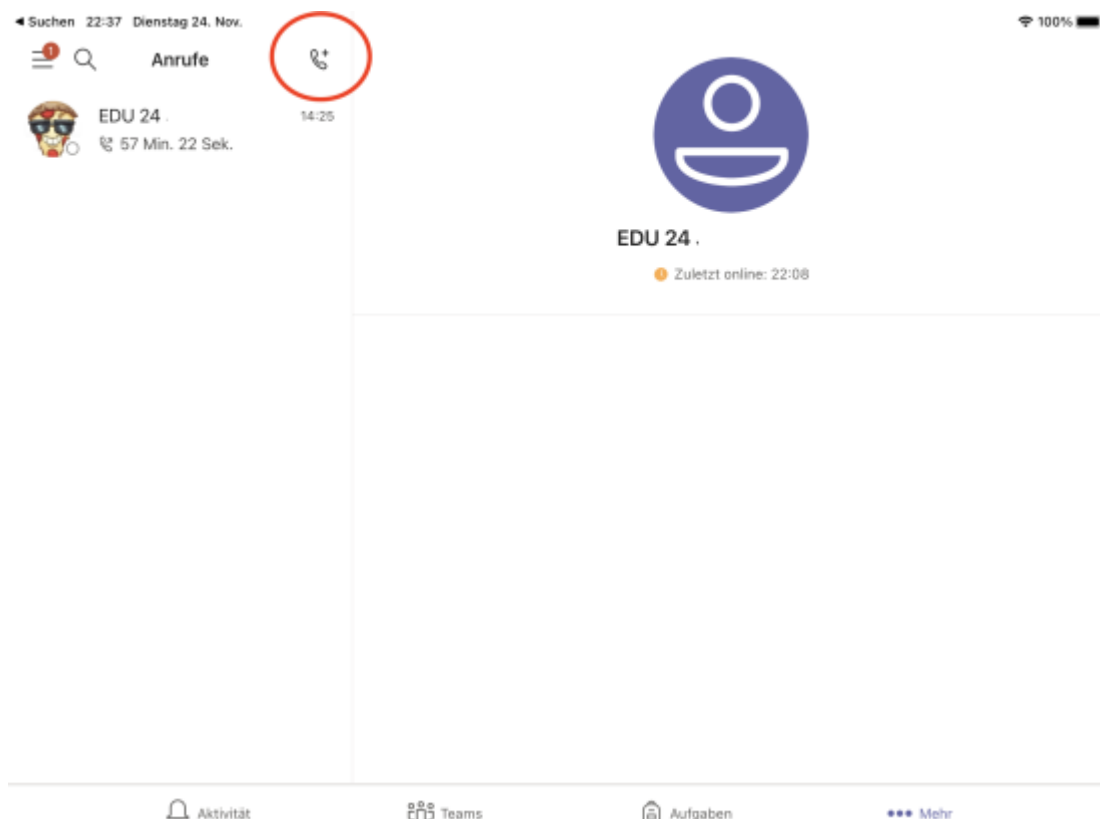 ◀ Suchen 22:37 Dienstag 24. Nov. 100%
1 Anrufe
EDU 24 . 14:25
57 Min. 22 Sek.
EDU 24 .
Zuletzt online: 22:08
Aktivität Teams Aufgaben ••• Mehr